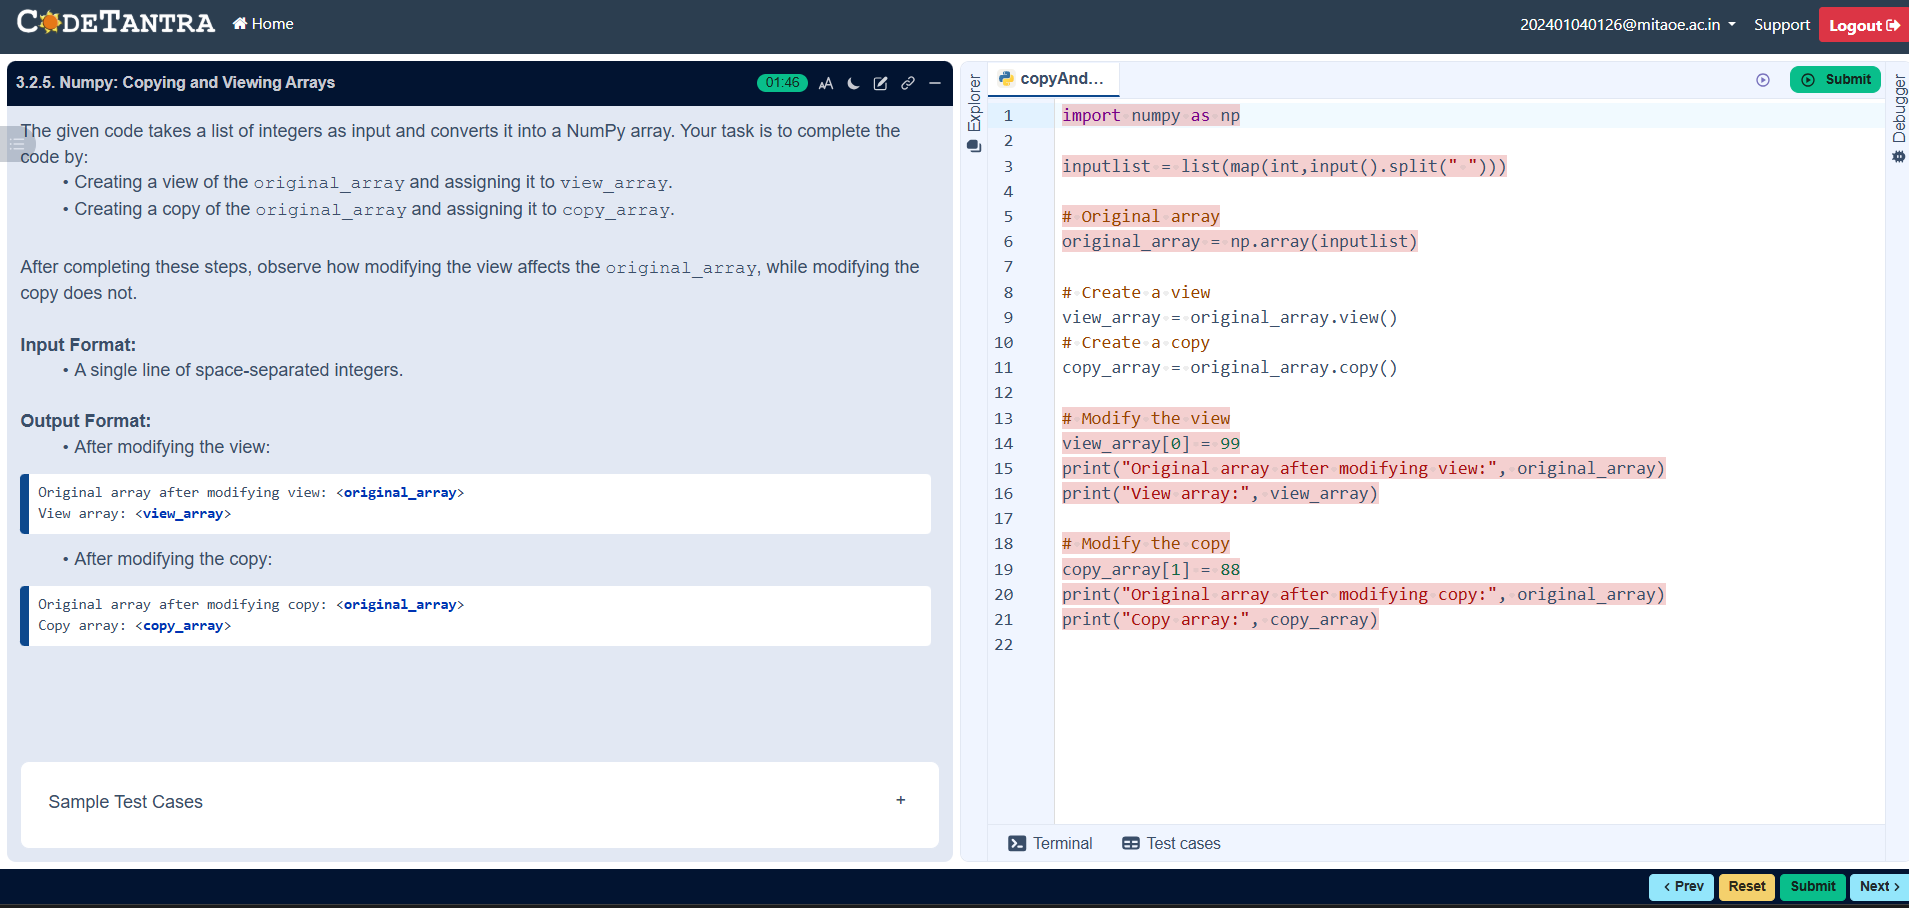 CODETANTRA Home 202401040126@mitaoe.ac.in Support Logout
3.2.5. Numpy: Copying and Viewing Arrays 01:46 AA
The given code takes a list of integers as input and converts it into a NumPy array. Your task is to complete the
code by:
• Creating a view of the original_array and assigning it to view_array.
• Creating a copy of the original_array and assigning it to copy_array.
After completing these steps, observe how modifying the view affects the original_array, while modifying the
copy does not.
Input Format:
• A single line of space-separated integers.
Output Format:
• After modifying the view:
Original array after modifying view: <original_array>
View array: <view_array>
• After modifying the copy:
Original array after modifying copy: <original_array>
Copy array: <copy_array>
Sample Test Cases +
Explorer
copyAnd...
Submit
Debugger
1 import numpy as np
2
3 inputlist = list(map(int,input().split(" ")))
4
5 # Original array
6 original_array = np.array(inputlist)
7
8 # Create a view
9 view_array = original_array.view()
10 # Create a copy
11 copy_array = original_array.copy()
12
13 # Modify the view
14 view_array[0] = 99
15 print("Original array after modifying view:", original_array)
16 print("View array:", view_array)
17
18 # Modify the copy
19 copy_array[1] = 88
20 print("Original array after modifying copy:", original_array)
21 print("Copy array:", copy_array)
22
Terminal Test cases
< Prev Reset Submit Next >